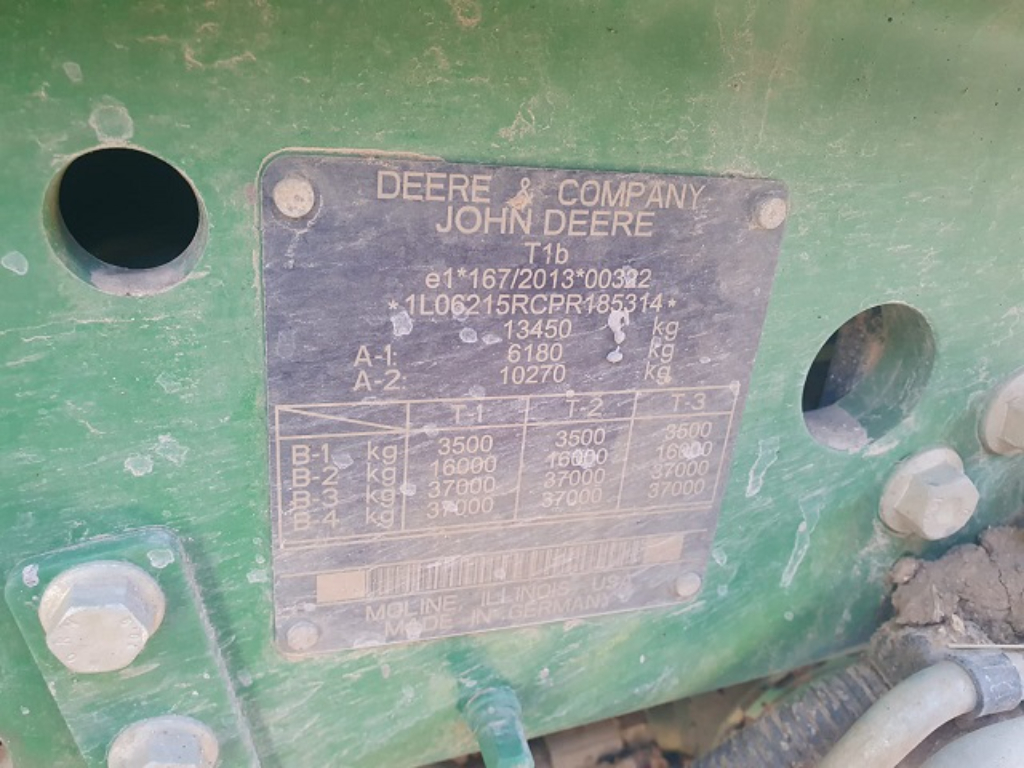 DEERE & COMPANY
JOHN DEERE
T1b
e1*167/2013*00322
*1L06215RCPR185314*
13450 kg
A-1: 6180 kg
A-2: 10270 kg
T-1 T-2 T-3
B-1 kg 3500 3500 3500
B-2 kg 16000 16000 16000
B-3 kg 37000 37000 37000
B-4 kg 37000 37000 37000
MOLINE, ILLINOIS, USA
MADE IN GERMANY